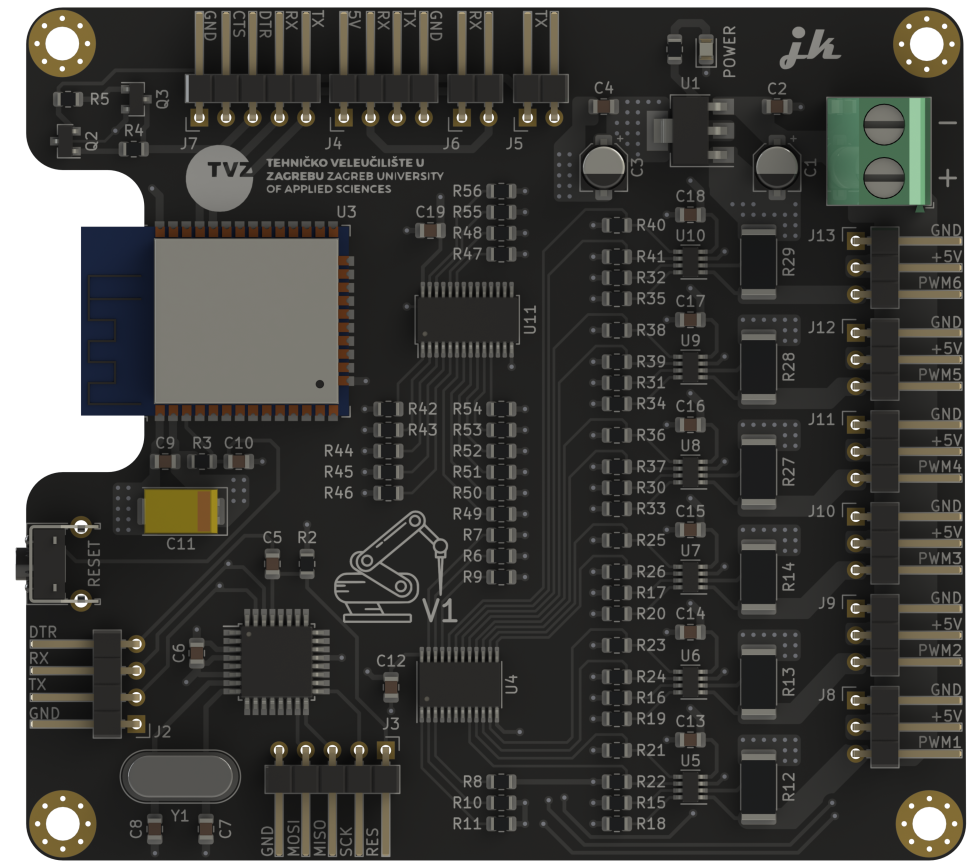 GND
CTS
DTR
RX
TX
5V
RX
TX
GND
RX
TX
POWER
jk
R5
Q3
Q2
R4
J7
J4
J6
J5
C4
U1
C2
C3
C1
−
+
TVZ
TEHNIČKO VELEUČILIŠTE U
ZAGREBU ZAGREB UNIVERSITY
OF APPLIED SCIENCES
U3
R56
R55
R48
R47
C19
U11
C18
R40
U10
R41
R32
R35
R29
C17
R38
U9
R39
R31
R34
R28
C16
R36
U8
R37
R30
R33
R27
C15
R25
U7
R26
R17
R20
R14
C14
R23
U6
R24
R16
R19
R13
C13
R21
U5
R22
R15
R18
R12
J13
GND
+5V
PWM6
J12
GND
+5V
PWM5
J11
GND
+5V
PWM4
J10
GND
+5V
PWM3
J9
GND
+5V
PWM2
J8
GND
+5V
PWM1
R42
R43
R44
R45
R46
R54
R53
R52
R51
R50
R49
R7
R6
R9
C9
R3
C10
C11
RESET
C5
R2
V1
DTR
RX
TX
GND
J2
C6
C12
U4
J3
R8
R10
R11
Y1
C8
C7
GND
MOSI
MISO
SCK
RES